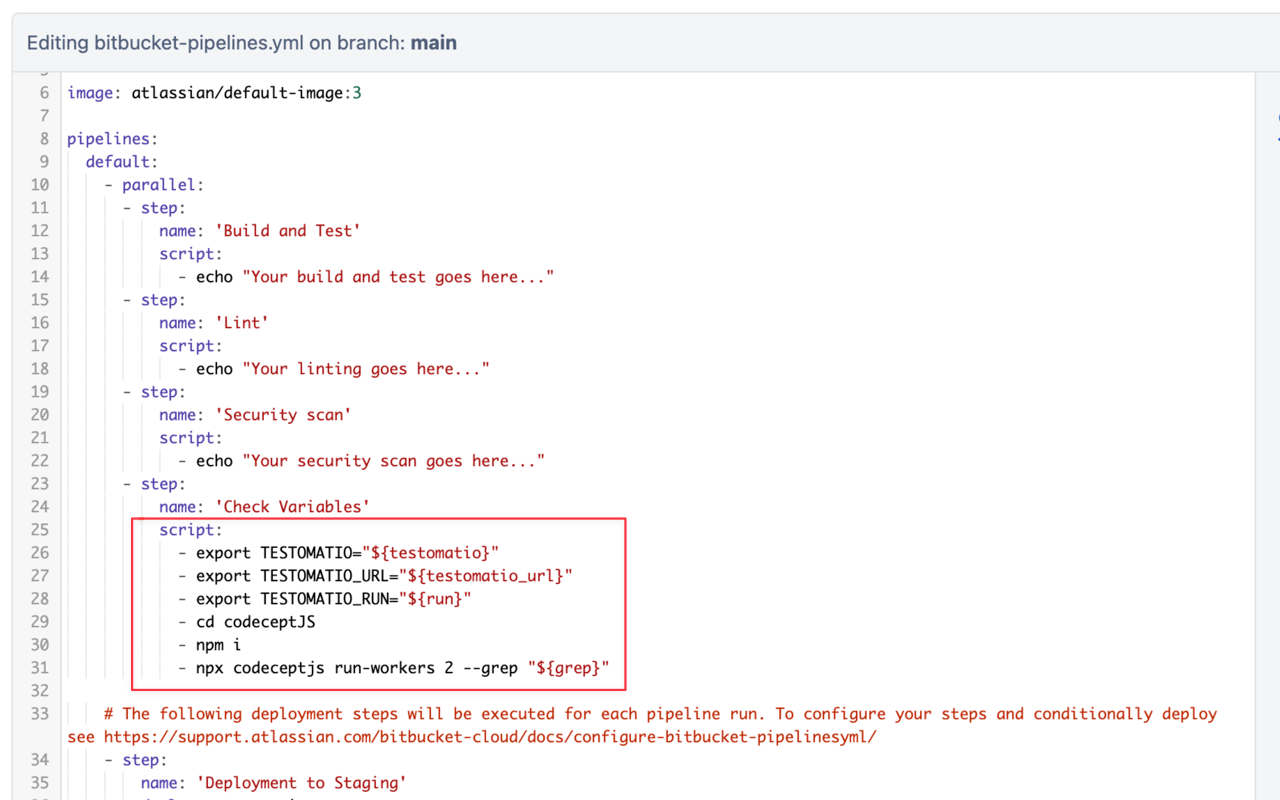 Editing bitbucket-pipelines.yml on branch: main
6 image: atlassian/default-image:3
7
8 pipelines:
9 default:
10 - parallel:
11 - step:
12 name: 'Build and Test'
13 script:
14 - echo "Your build and test goes here..."
15 - step:
16 name: 'Lint'
17 script:
18 - echo "Your linting goes here..."
19 - step:
20 name: 'Security scan'
21 script:
22 - echo "Your security scan goes here..."
23 - step:
24 name: 'Check Variables'
25 script:
26 - export TESTOMATIO="${testomatio}"
27 - export TESTOMATIO_URL="${testomatio_url}"
28 - export TESTOMATIO_RUN="${run}"
29 - cd codeceptJS
30 - npm i
31 - npx codeceptjs run-workers 2 --grep "${grep}"
32
33 # The following deployment steps will be executed for each pipeline run. To configure your steps and conditionally deploy
see https://support.atlassian.com/bitbucket-cloud/docs/configure-bitbucket-pipelinesyml/
34 - step:
35 name: 'Deployment to Staging'